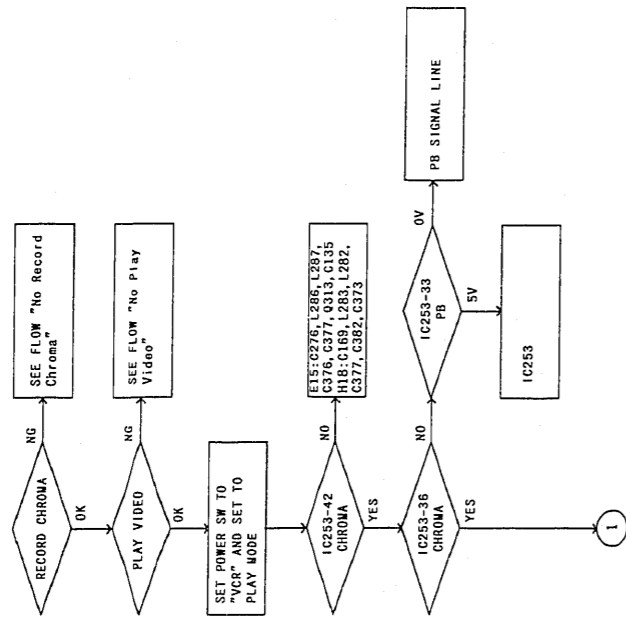 RECORD CHROMA
NG
SEE FLOW "No Record
Chroma"
OK
PLAY VIDEO
NG
SEE FLOW "No Play
Video"
OK
SET POWER SW TO
"VCR" AND SET TO
PLAY MODE
IC253-42
CHROMA
NO
E15:C276, L286, L287,
C376, C377, Q313, C135
H18:C169, L283, L282,
C377, C382, C373
YES
IC253-36
CHROMA
NO
IC253-33
PB
0V
PB SIGNAL LINE
5V
IC253
YES
1